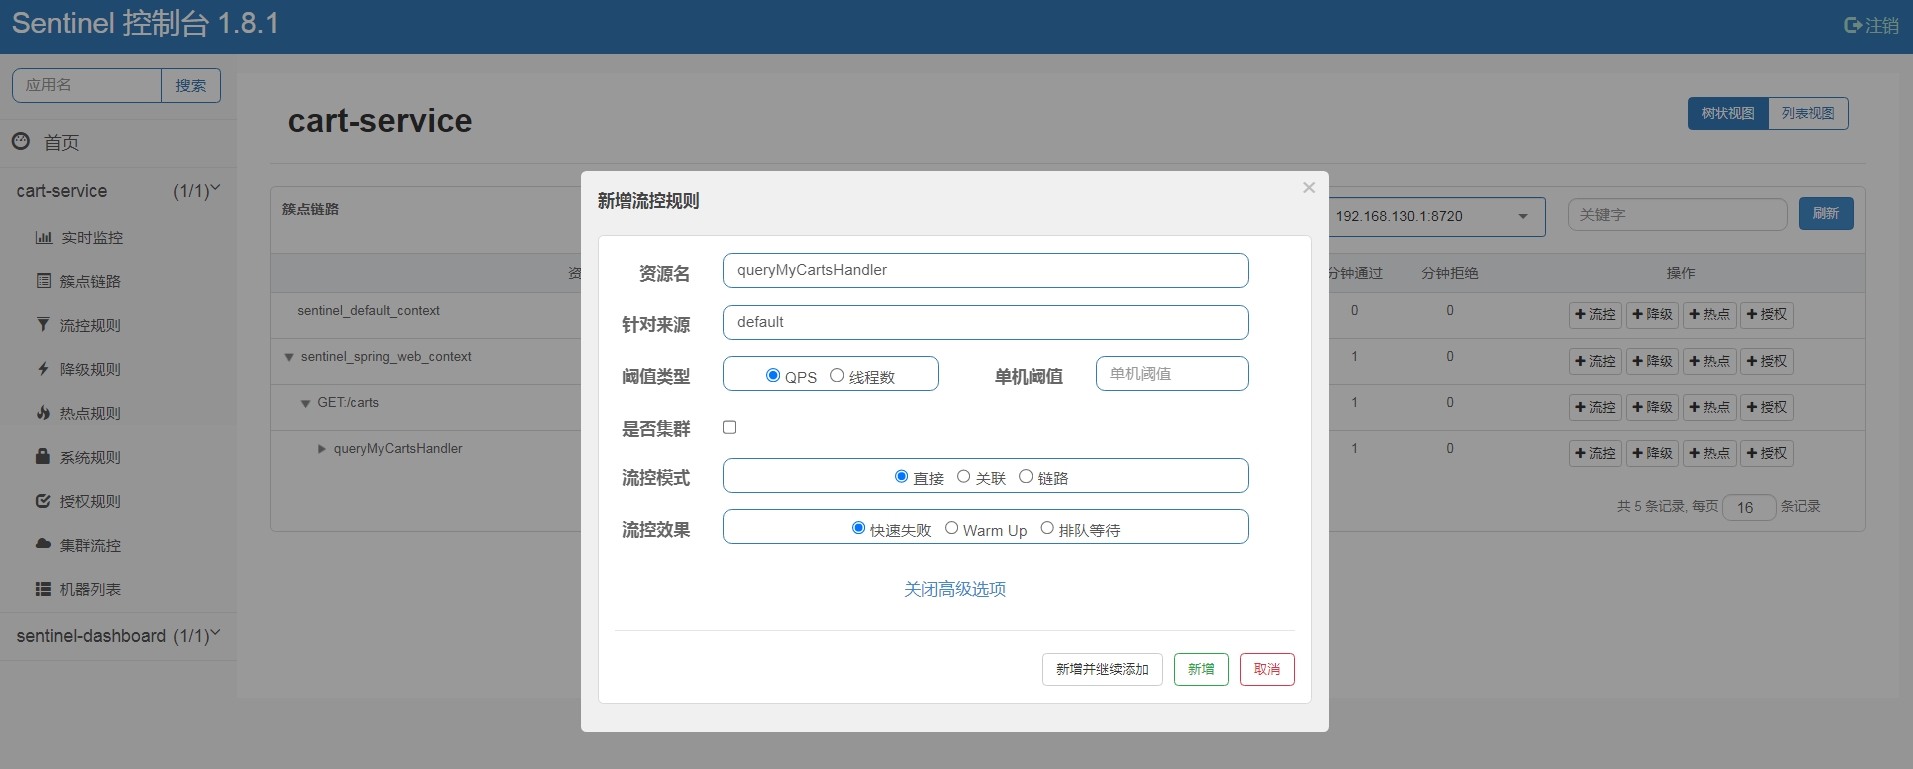 Sentinel 控制台 1.8.1
注销
应用名
搜索
首页
cart-service (1/1)
实时监控
簇点链路
流控规则
降级规则
热点规则
系统规则
授权规则
集群流控
机器列表
sentinel-dashboard (1/1)
cart-service
树状视图
列表视图
簇点链路
192.168.130.1:8720
关键字
刷新
分钟通过
分钟拒绝
操作
sentinel_default_context
0
0
流控
降级
热点
授权
sentinel_spring_web_context
1
0
流控
降级
热点
授权
GET:/carts
1
0
流控
降级
热点
授权
queryMyCartsHandler
1
0
流控
降级
热点
授权
共 5 条记录, 每页 16 条记录
新增流控规则
×
资源名
queryMyCartsHandler
针对来源
default
阈值类型
QPS 线程数
单机阈值
单机阈值
是否集群
流控模式
直接 关联 链路
流控效果
快速失败 Warm Up 排队等待
关闭高级选项
新增并继续添加
新增
取消